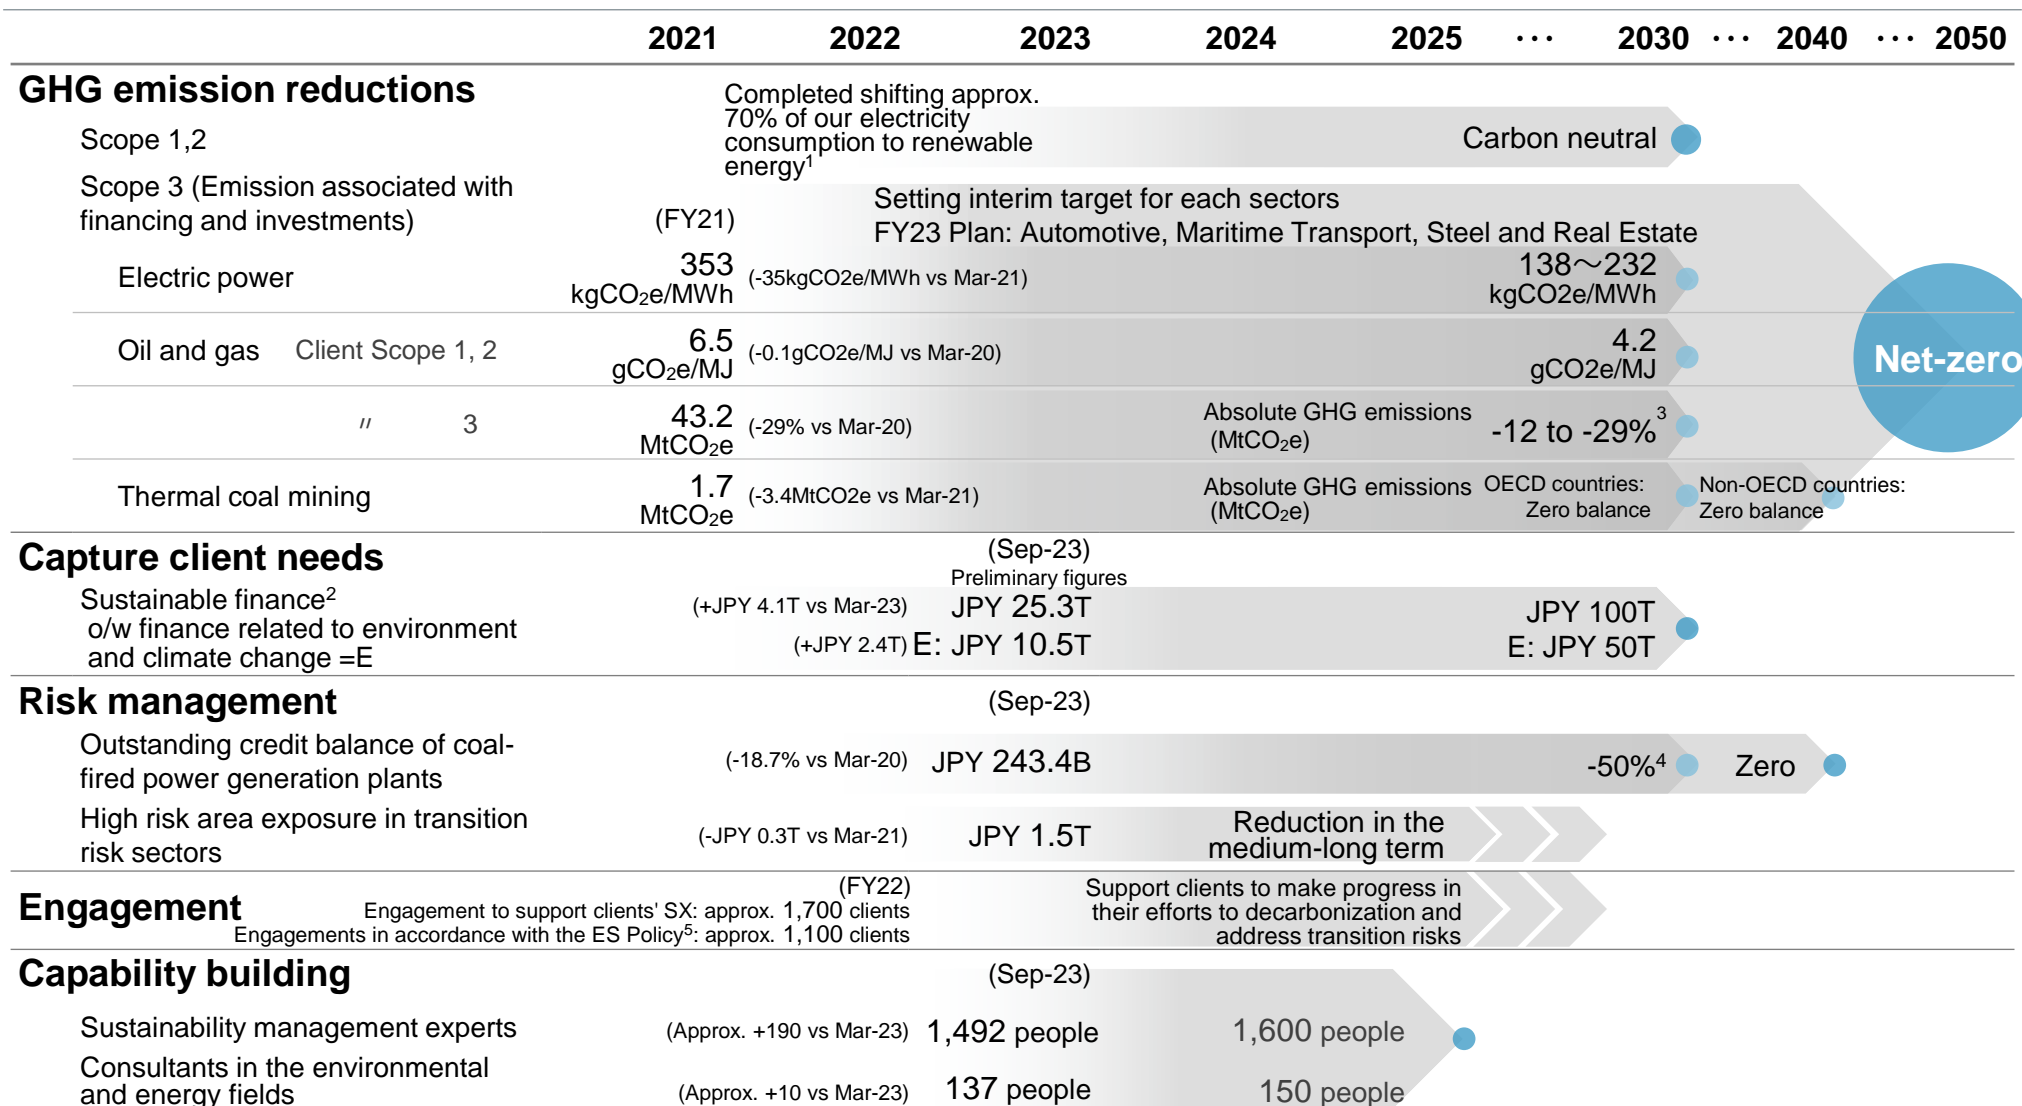 2021 2022 2023 2024 2025 ··· 2030 ··· 2040 ··· 2050
GHG emission reductions
Scope 1,2
Completed shifting approx.
70% of our electricity
consumption to renewable
energy1
Carbon neutral
Scope 3 (Emission associated with
financing and investments)
(FY21)
Setting interim target for each sectors
FY23 Plan: Automotive, Maritime Transport, Steel and Real Estate
Electric power
353
kgCO2e/MWh
(-35kgCO2e/MWh vs Mar-21)
138～232
kgCO2e/MWh
Oil and gas Client Scope 1, 2
6.5
gCO2e/MJ
(-0.1gCO2e/MJ vs Mar-20)
4.2
gCO2e/MJ
Net-zero
〃 3
43.2
MtCO2e
(-29% vs Mar-20)
Absolute GHG emissions
(MtCO2e)
-12 to -29%3
Thermal coal mining
1.7
MtCO2e
(-3.4MtCO2e vs Mar-21)
Absolute GHG emissions
(MtCO2e)
OECD countries:
Zero balance
Non-OECD countries:
Zero balance
Capture client needs
(Sep-23)
Preliminary figures
Sustainable finance2
o/w finance related to environment
and climate change =E
(+JPY 4.1T vs Mar-23) JPY 25.3T
(+JPY 2.4T) E: JPY 10.5T
JPY 100T
E: JPY 50T
Risk management
(Sep-23)
Outstanding credit balance of coal-
fired power generation plants
(-18.7% vs Mar-20) JPY 243.4B
-50%4
Zero
High risk area exposure in transition
risk sectors
(-JPY 0.3T vs Mar-21) JPY 1.5T
Reduction in the
medium-long term
Engagement
(FY22)
Engagement to support clients' SX: approx. 1,700 clients
Engagements in accordance with the ES Policy5: approx. 1,100 clients
Support clients to make progress in
their efforts to decarbonization and
address transition risks
Capability building
(Sep-23)
Sustainability management experts
(Approx. +190 vs Mar-23) 1,492 people
1,600 people
Consultants in the environmental
and energy fields
(Approx. +10 vs Mar-23) 137 people
150 people